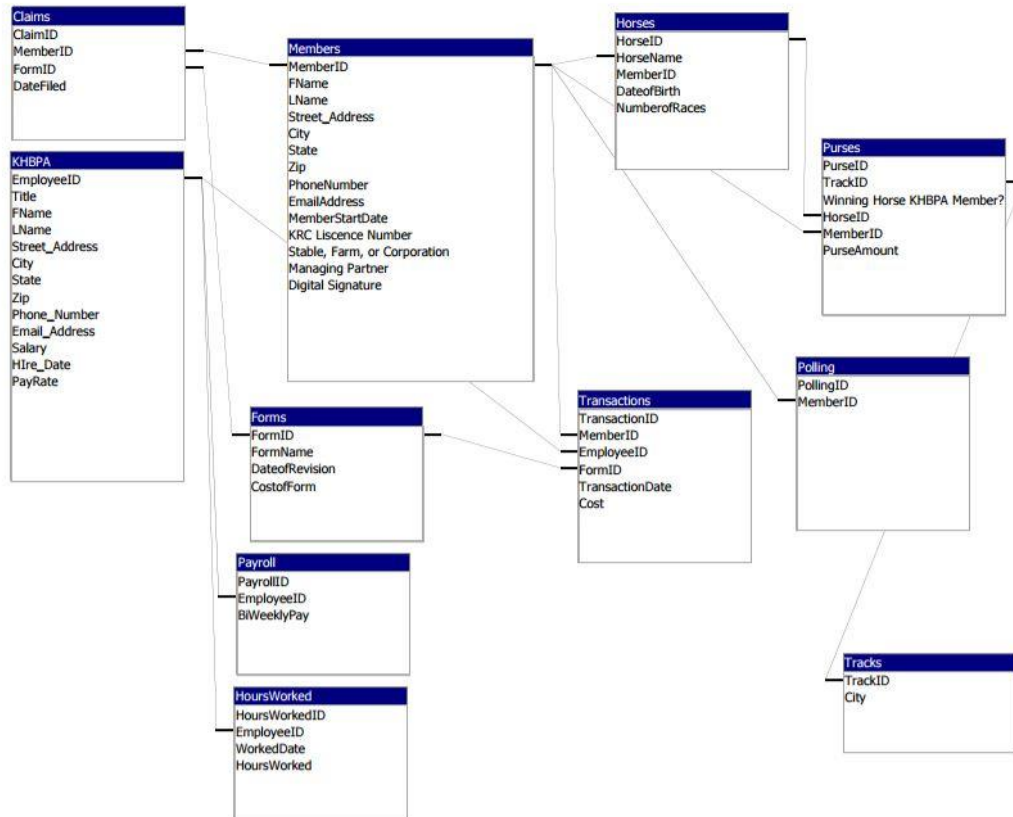 Claims
ClaimID
MemberID
FormID
DateFiled
KHBPA
EmployeeID
Title
FName
LName
Street_Address
City
State
Zip
Phone_Number
Email_Address
Salary
HIre_Date
PayRate
Members
MemberID
FName
LName
Street_Address
City
State
Zip
PhoneNumber
EmailAddress
MemberStartDate
KRC Liscence Number
Stable, Farm, or Corporation
Managing Partner
Digital Signature
Forms
FormID
FormName
DateofRevision
CostofForm
Payroll
PayrollID
EmployeeID
BiWeeklyPay
HoursWorked
HoursWorkedID
EmployeeID
WorkedDate
HoursWorked
Horses
HorseID
HorseName
MemberID
DateofBirth
NumberofRaces
Transactions
TransactionID
MemberID
EmployeeID
FormID
TransactionDate
Cost
Purses
PurseID
TrackID
Winning Horse KHBPA Member?
HorseID
MemberID
PurseAmount
Polling
PollingID
MemberID
Tracks
TrackID
City